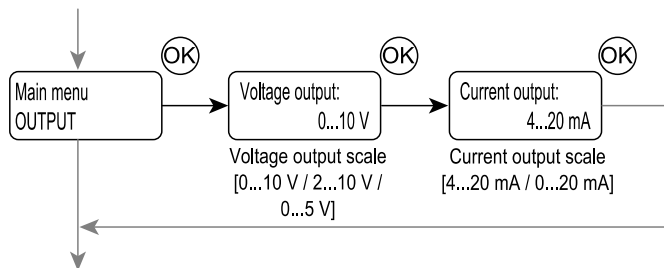 OK
OK
OK
Main menu
OUTPUT
Voltage output:
0...10 V
Current output:
4...20 mA
Voltage output scale
[0...10 V / 2...10 V /
0...5 V]
Current output scale
[4...20 mA / 0...20 mA]